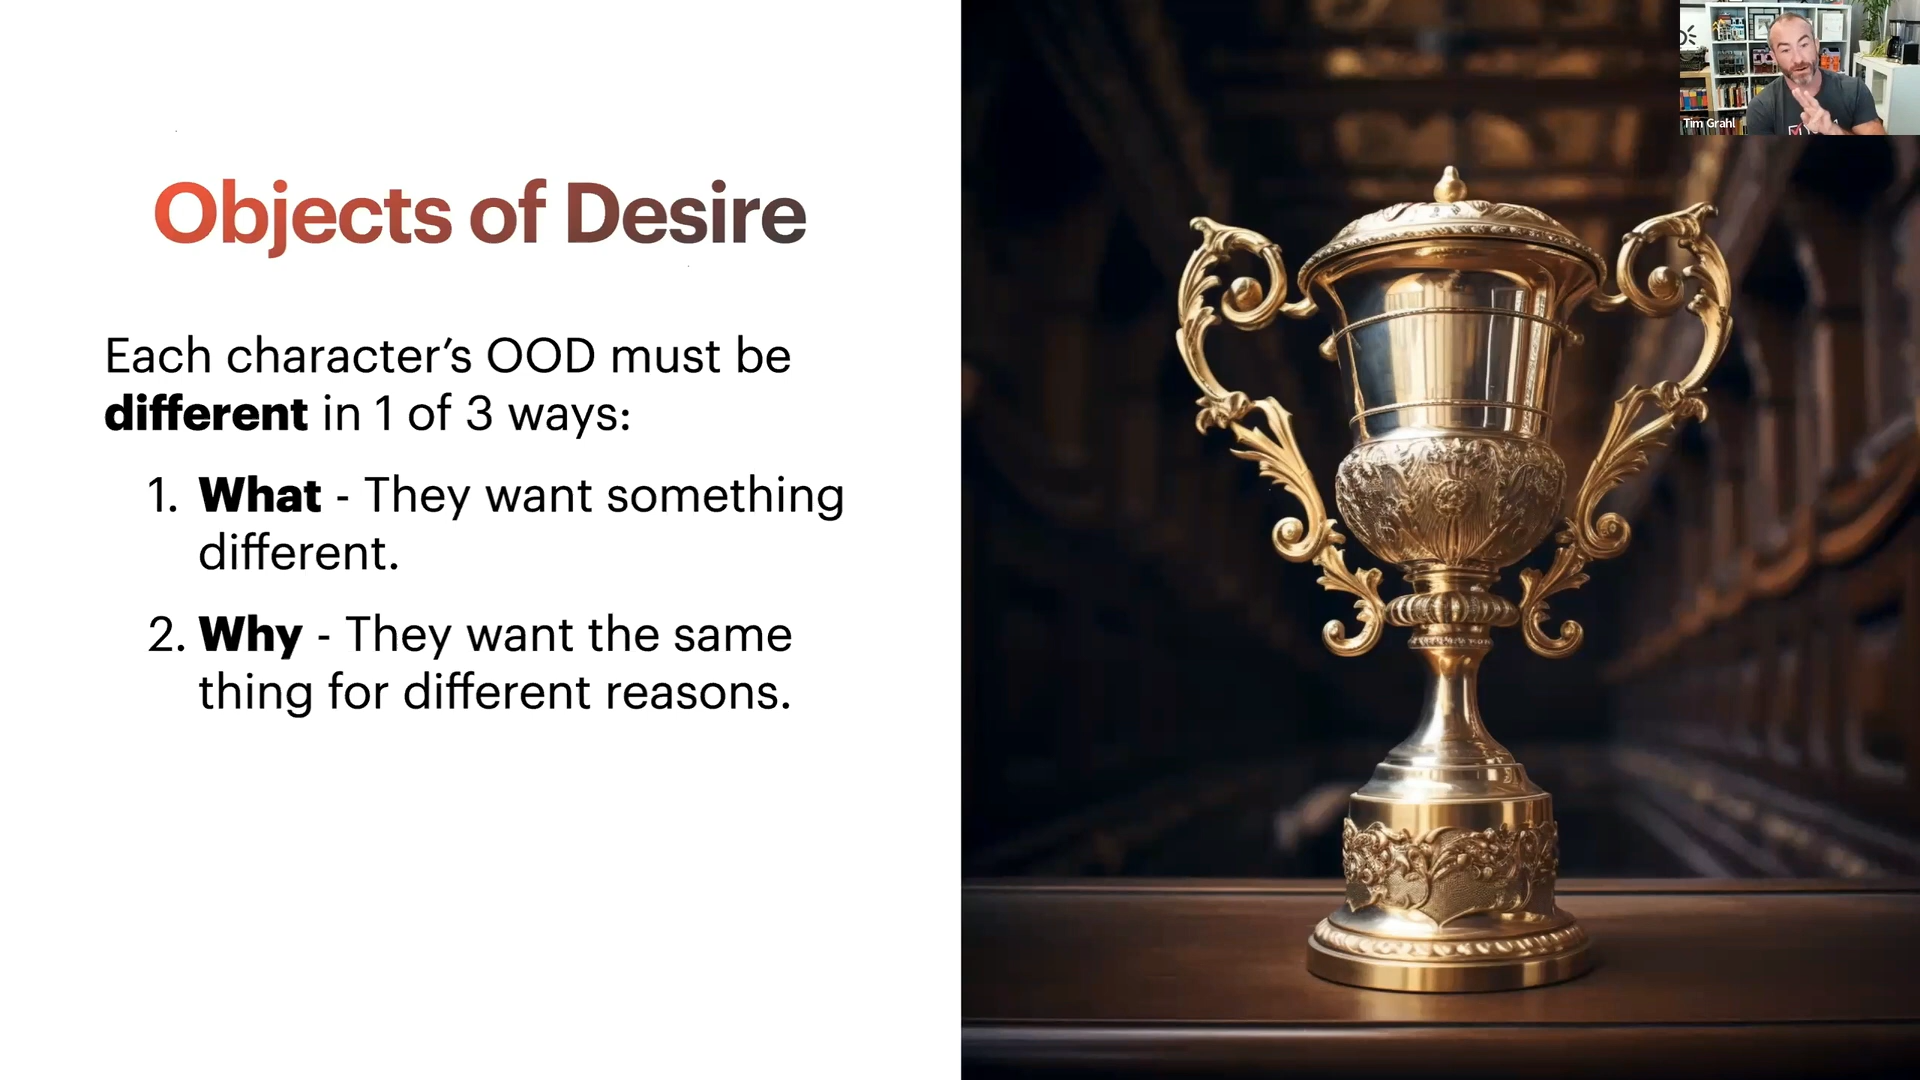 Objects of Desire
Each character's OOD must be
different in 1 of 3 ways:
1. What - They want something
different.
2. Why - They want the same
thing for different reasons.
Tim Grahl